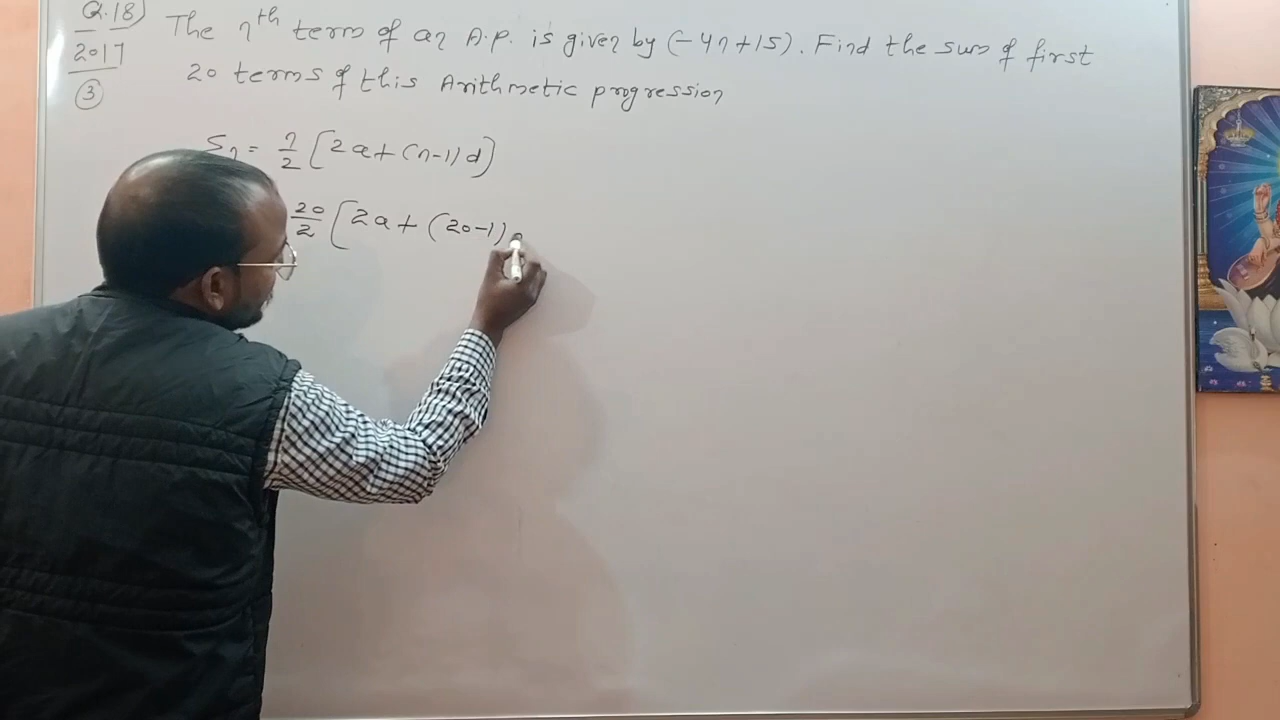 Q.18) The nth term of an A.P. is given by (-4n+15). Find the sum of first
2017 20 terms of this Arithmetic progression
3
Sn = n/2 [2a+(n-1)d]
20/2 [2a+(20-1)